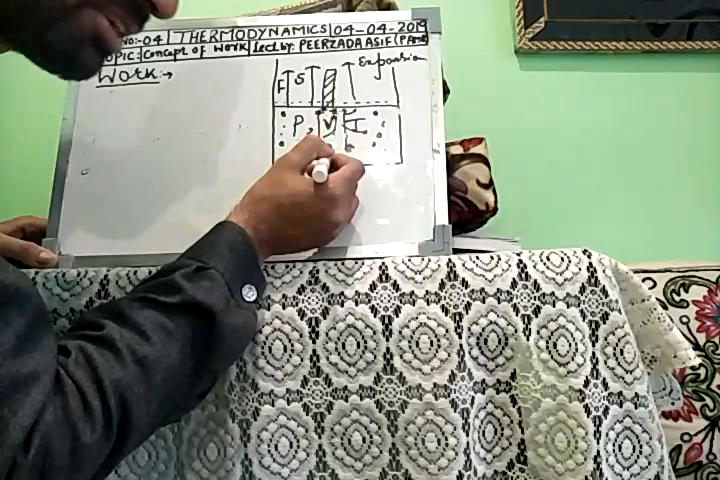 NO:-04 | THERMODYNAMICS | 04-04-2019
TOPIC: Concept of Work | Lect by: PEERZADA ASIF
Work:→
Expansion
F S
P, V, T